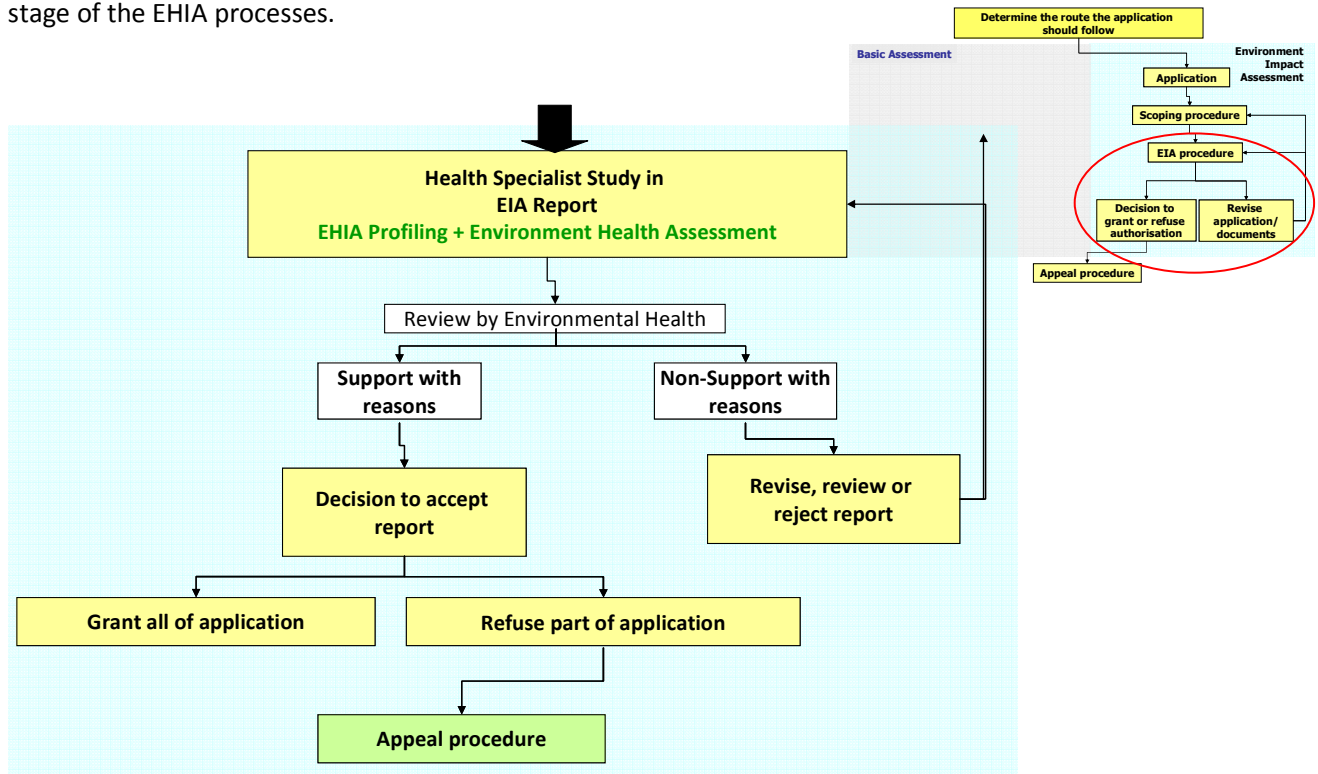 stage of the EHIA processes.
Determine the route the application
should follow
Basic Assessment
Environment
Impact
Assessment
Application
Scoping procedure
EIA procedure
Decision to
grant or refuse
authorisation
Revise
application/
documents
Appeal procedure
Health Specialist Study in
EIA Report
EHIA Profiling + Environment Health Assessment
Review by Environmental Health
Support with
reasons
Non-Support with
reasons
Decision to accept
report
Revise, review or
reject report
Grant all of application
Refuse part of application
Appeal procedure